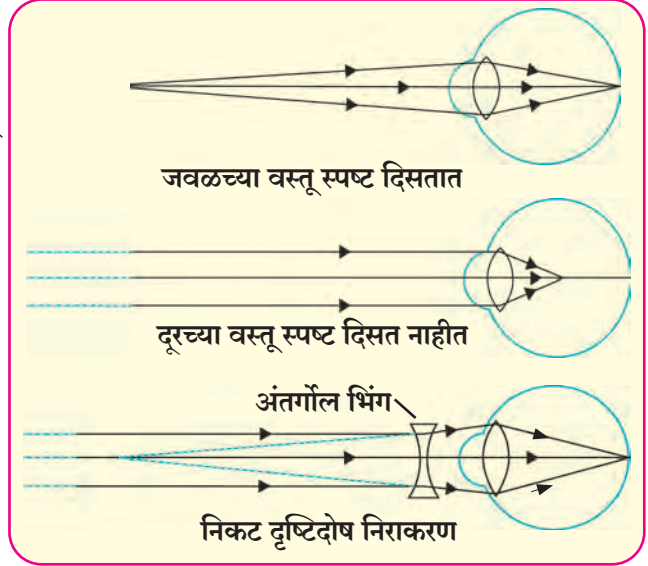 जवळच्या वस्तू स्पष्ट दिसतात
दूरच्या वस्तू स्पष्ट दिसत नाहीत
अंतर्गोल भिंग
निकट दृष्टिदोष निराकरण